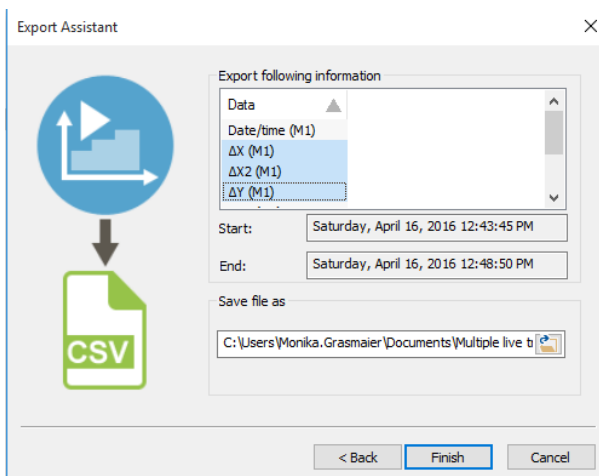 Export Assistant
Export following information
Data
Date/time (M1)
ΔX (M1)
ΔX2 (M1)
ΔY (M1)
Start:
Saturday, April 16, 2016 12:43:45 PM
End:
Saturday, April 16, 2016 12:48:50 PM
Save file as
C:\Users\Monika.Grasmaier\Documents\Multiple live
CSV
< Back
Finish
Cancel